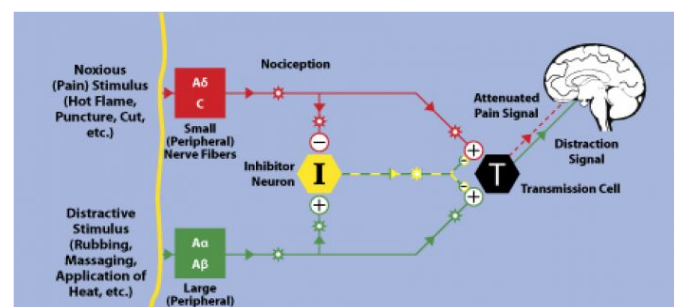 Noxious
(Pain) Stimulus
(Hot Flame,
Puncture, Cut,
etc.)
Aδ
C
Small
(Peripheral)
Nerve Fibers
Nociception
−
Inhibitor
Neuron
I
+
+
−
−
+
T
Transmission Cell
Attenuated
Pain Signal
Distraction
Signal
Distractive
Stimulus
(Rubbing,
Massaging,
Application of
Heat, etc.)
Aα
Aβ
Large
(Peripheral)